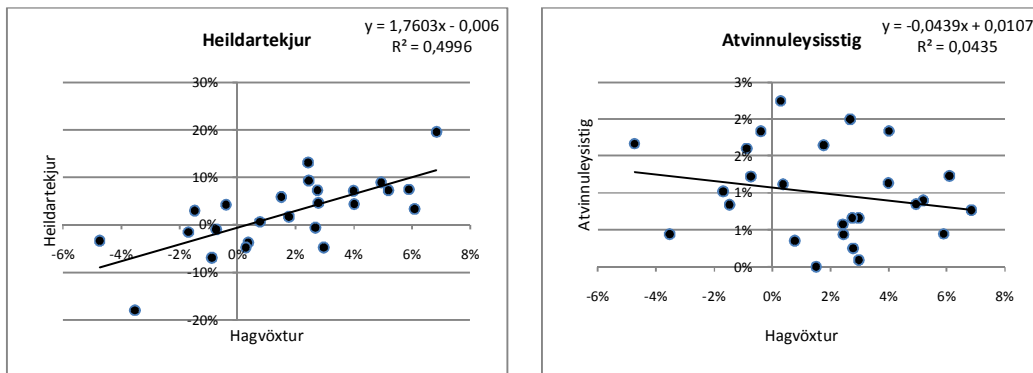 Heildartekjur
y = 1,7603x - 0,006
R² = 0,4996
30%
20%
10%
0%
-10%
-20%
-6%
-4%
-2%
0%
2%
4%
6%
8%
Heildartekjur
Hagvöxtur
Atvinnuleysisstig
y = -0,0439x + 0,0107
R² = 0,0435
3%
2%
2%
1%
1%
0%
-6%
-4%
-2%
0%
2%
4%
6%
8%
Atvinnuleysistig
Hagvöxtur